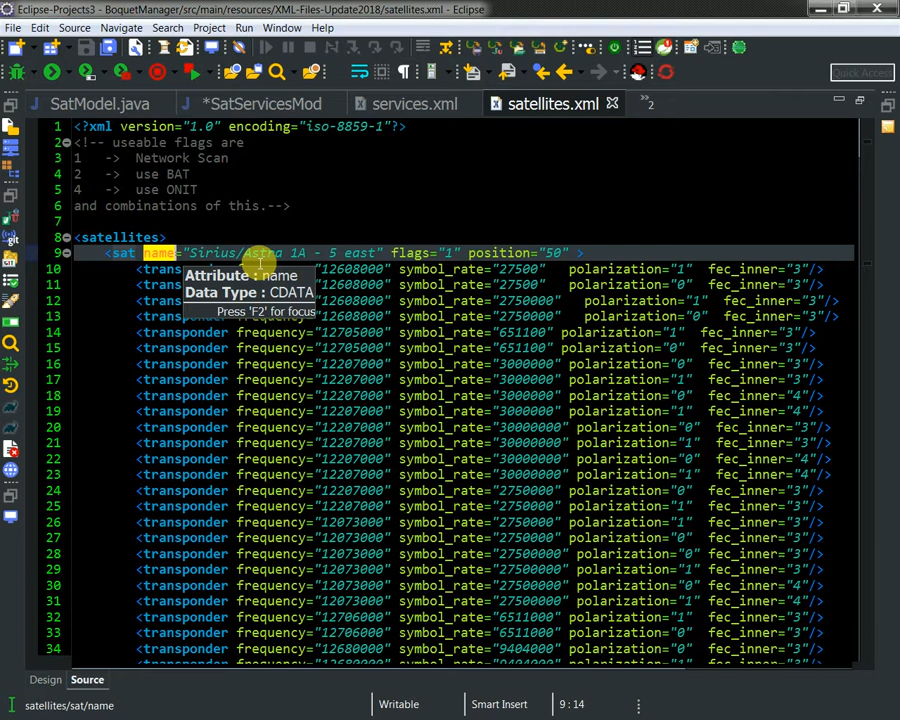 Eclipse-Projects3 - BoquetManager/src/main/resources/XML-Files-Update2018/satellites.xml - Eclipse
File Edit Source Navigate Search Project Run Window Help
Quick Access
SatModel.java *SatServicesMod services.xml satellites.xml »2
1 <?xml version="1.0" encoding="iso-8859-1"?>
2 <!-- useable flags are
3 1 -> Network Scan
4 2 -> use BAT
5 4 -> use ONIT
6 and combinations of this.-->
7
8 <satellites>
9 <sat name="Sirius/Astra 1A - 5 east" flags="1" position="50" >
Attribute : name
Data Type : CDATA
Press 'F2' for focus
10 <trans "12608000" symbol_rate="27500" polarization="1" fec_inner="3"/>
11 <trans "12608000" symbol_rate="27500" polarization="0" fec_inner="3"/>
12 <trans "12608000" symbol_rate="2750000" polarization="1" fec_inner="3"/>
13 <trans "12608000" symbol_rate="2750000" polarization="0" fec_inner="3"/>
14 <transponder frequency="12705000" symbol_rate="651100" polarization="1" fec_inner="3"/>
15 <transponder frequency="12705000" symbol_rate="651100" polarization="0" fec_inner="3"/>
16 <transponder frequency="12207000" symbol_rate="3000000" polarization="0" fec_inner="3"/>
17 <transponder frequency="12207000" symbol_rate="3000000" polarization="1" fec_inner="3"/>
18 <transponder frequency="12207000" symbol_rate="3000000" polarization="0" fec_inner="4"/>
19 <transponder frequency="12207000" symbol_rate="3000000" polarization="1" fec_inner="4"/>
20 <transponder frequency="12207000" symbol_rate="30000000" polarization="0" fec_inner="3"/>
21 <transponder frequency="12207000" symbol_rate="30000000" polarization="1" fec_inner="3"/>
22 <transponder frequency="12207000" symbol_rate="30000000" polarization="0" fec_inner="4"/>
23 <transponder frequency="12207000" symbol_rate="30000000" polarization="1" fec_inner="4"/>
24 <transponder frequency="12207000" symbol_rate="2750000" polarization="0" fec_inner="3"/>
25 <transponder frequency="12207000" symbol_rate="2750000" polarization="1" fec_inner="3"/>
26 <transponder frequency="12073000" symbol_rate="2750000" polarization="1" fec_inner="3"/>
27 <transponder frequency="12073000" symbol_rate="2750000" polarization="0" fec_inner="3"/>
28 <transponder frequency="12073000" symbol_rate="27500000" polarization="0" fec_inner="3"/>
29 <transponder frequency="12073000" symbol_rate="27500000" polarization="1" fec_inner="3"/>
30 <transponder frequency="12073000" symbol_rate="27500000" polarization="0" fec_inner="4"/>
31 <transponder frequency="12073000" symbol_rate="27500000" polarization="1" fec_inner="4"/>
32 <transponder frequency="12706000" symbol_rate="6511000" polarization="1" fec_inner="3"/>
33 <transponder frequency="12706000" symbol_rate="6511000" polarization="0" fec_inner="3"/>
34 <transponder frequency="12680000" symbol_rate="9404000" polarization="0" fec_inner="3"/>
Design Source
satellites/sat/name Writable Smart Insert 9 : 14